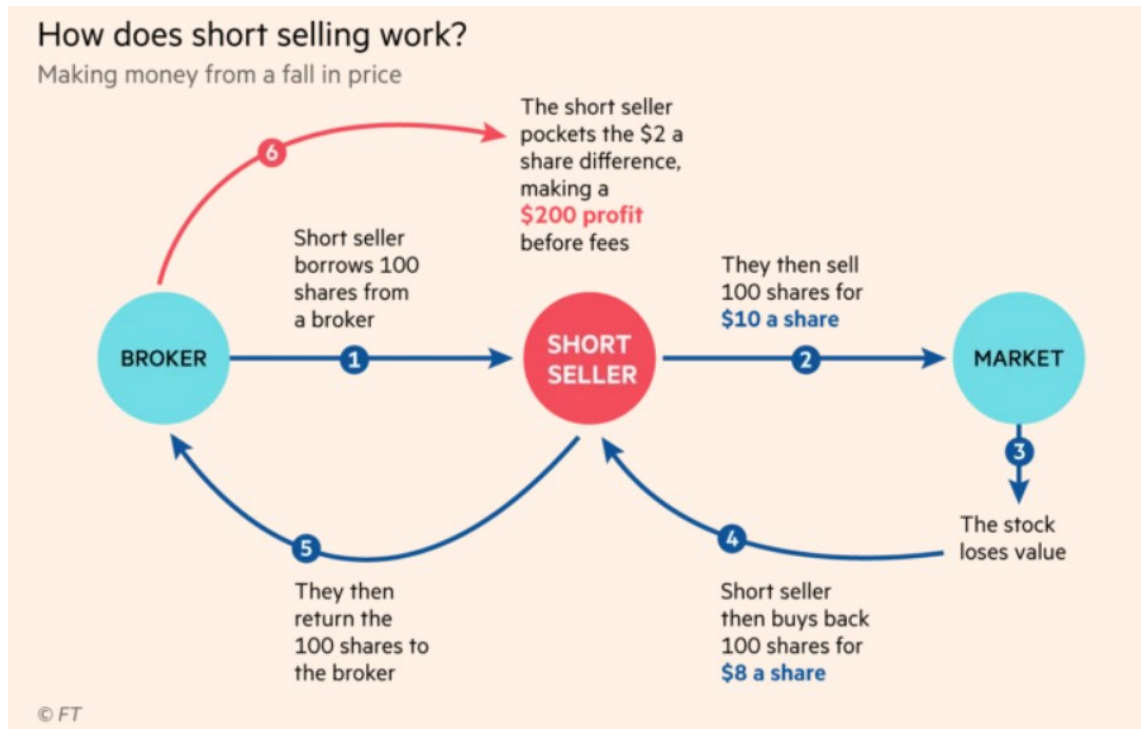 How does short selling work?
Making money from a fall in price
6
The short seller
pockets the $2 a
share difference,
making a
$200 profit
before fees
Short seller
borrows 100
shares from
a broker
They then sell
100 shares for
$10 a share
BROKER
1
SHORT
SELLER
2
MARKET
3
The stock
loses value
4
Short seller
then buys back
100 shares for
$8 a share
5
They then
return the
100 shares to
the broker
© FT